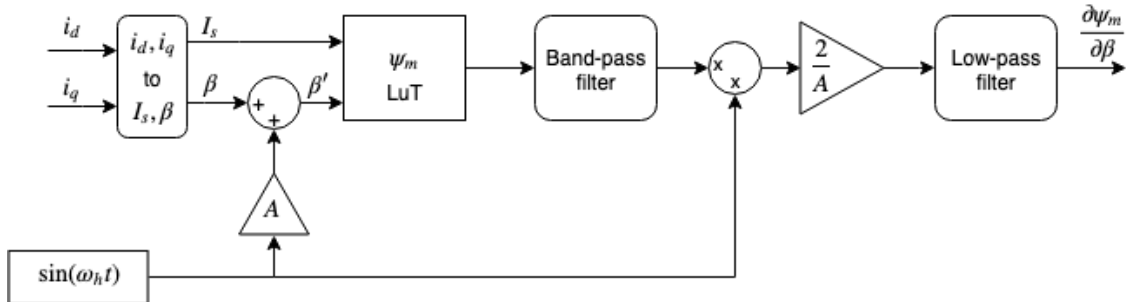 i_d
i_q
i_d, i_q
to
I_s, β
I_s
β
+
+
β′
ψ_m
LuT
Band-pass
filter
x
x
2
A
Low-pass
filter
∂ψ_m
∂β
A
sin(ω_h t)